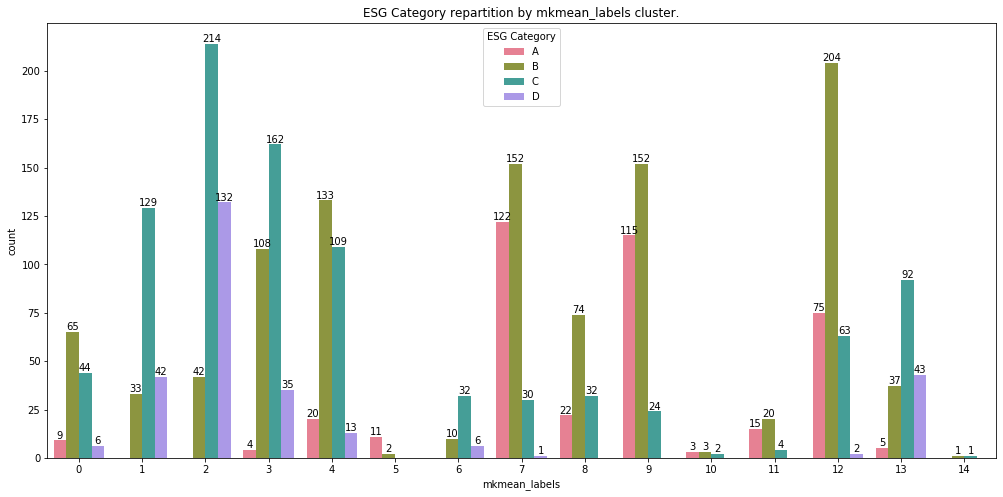 ESG Category repartition by mkmean_labels cluster.
ESG Category
A
B
C
D
count
200
175
150
125
100
75
50
25
0
9 65 44 6
33 129 42
42 214 132
4 108 162 35
20 133 109 13
11 2
10 32 6
122 152 30 1
22 74 32
115 152 24
3 3 2
15 20 4
75 204 63 2
5 37 92 43
1 1
0 1 2 3 4 5 6 7 8 9 10 11 12 13 14
mkmean_labels